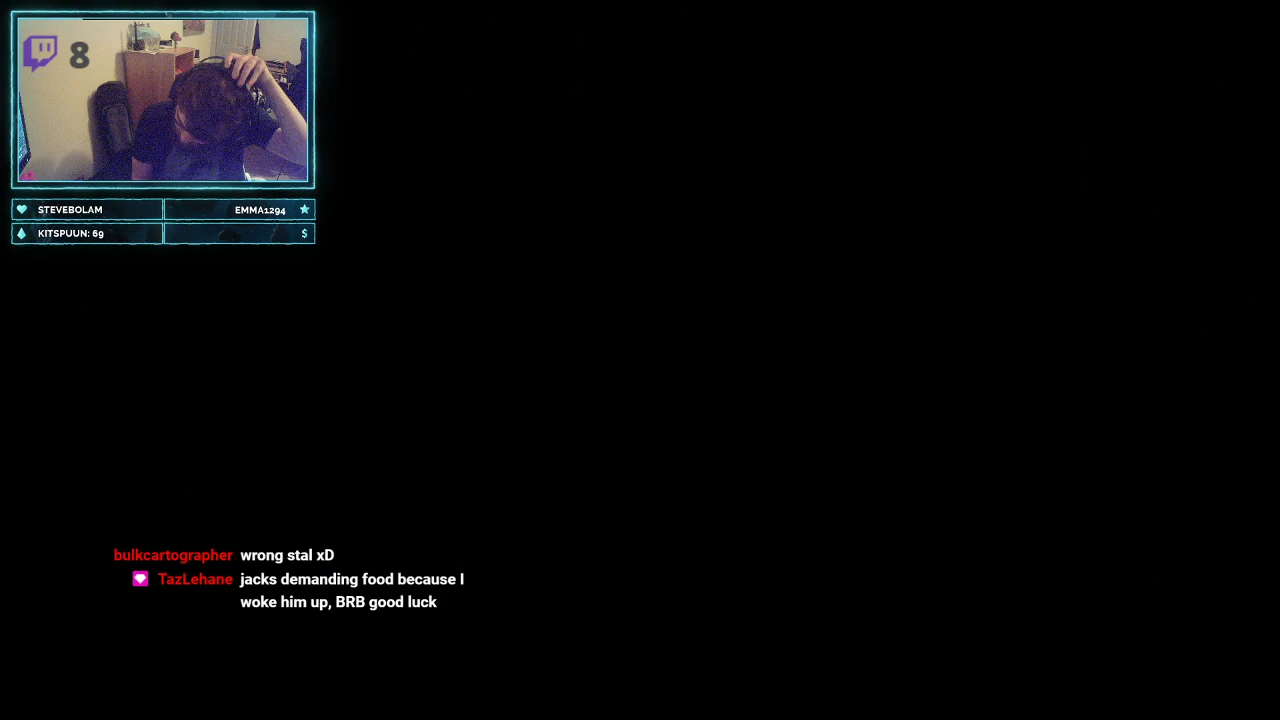 8
STEVEBOLAM
EMMA1294
KITSPUUN: 69
$
bulkcartographer wrong stal xD
TazLehane jacks demanding food because I
woke him up, BRB good luck